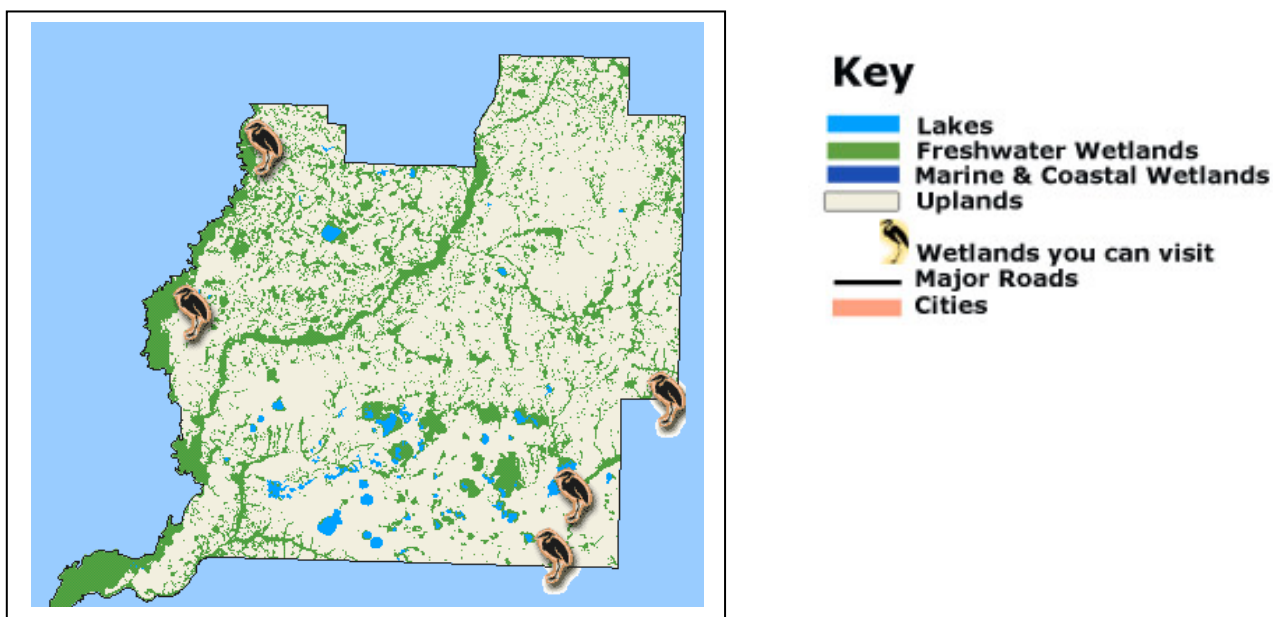 Key
Lakes
Freshwater Wetlands
Marine & Coastal Wetlands
Uplands
Wetlands you can visit
Major Roads
Cities